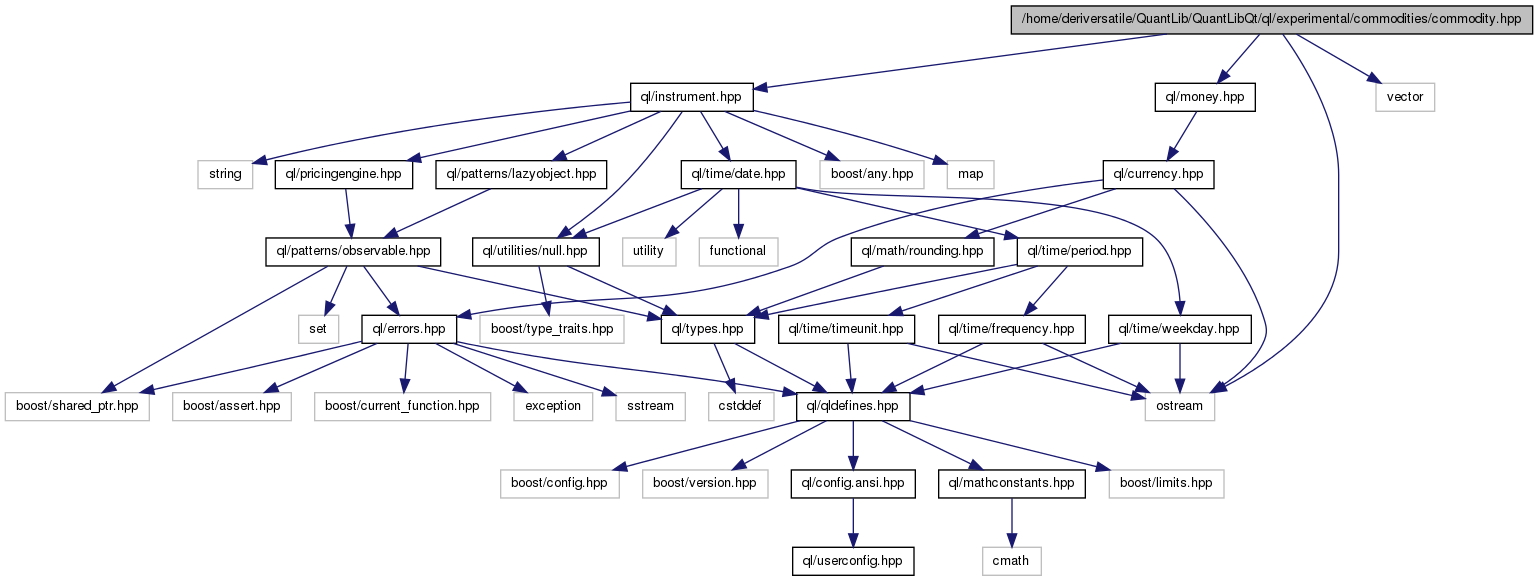 /home/deriversatile/QuantLib/QuantLibQt/ql/experimental/commodities/commodity.hpp
ql/instrument.hpp
ql/money.hpp
vector
string
ql/pricingengine.hpp
ql/patterns/lazyobject.hpp
ql/time/date.hpp
boost/any.hpp
map
ql/currency.hpp
ql/patterns/observable.hpp
ql/utilities/null.hpp
utility
functional
ql/math/rounding.hpp
ql/time/period.hpp
set
ql/errors.hpp
boost/type_traits.hpp
ql/types.hpp
ql/time/timeunit.hpp
ql/time/frequency.hpp
ql/time/weekday.hpp
boost/shared_ptr.hpp
boost/assert.hpp
boost/current_function.hpp
exception
sstream
cstddef
ql/qldefines.hpp
ostream
boost/config.hpp
boost/version.hpp
ql/config.ansi.hpp
ql/mathconstants.hpp
boost/limits.hpp
ql/userconfig.hpp
cmath